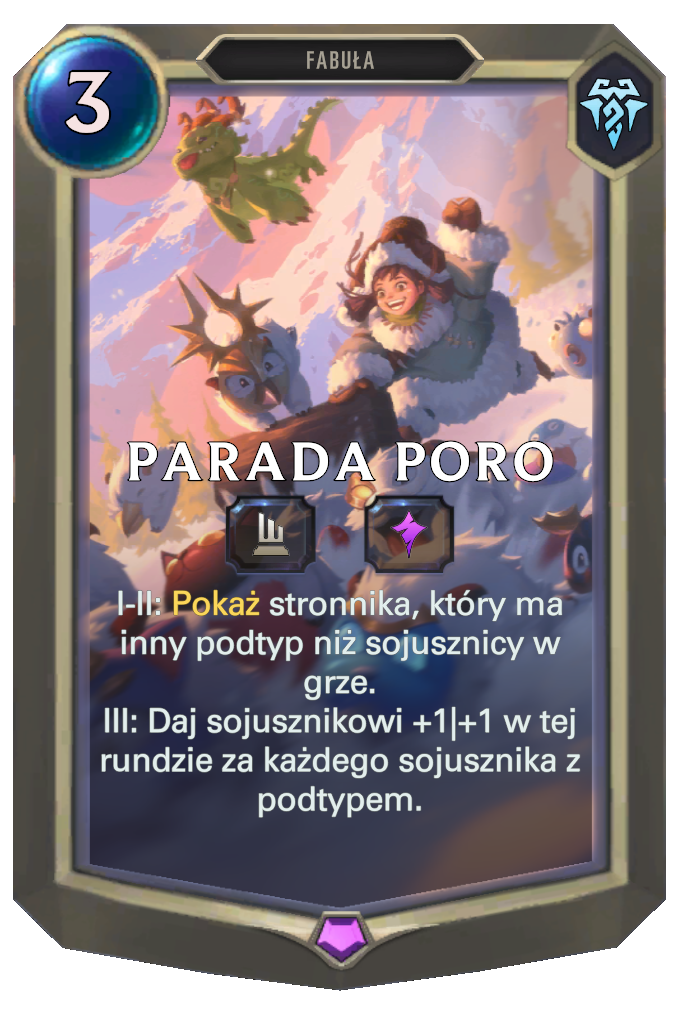 3
FABUŁA
PARADA PORO
I-II: Pokaż stronnika, który ma
inny podtyp niż sojusznicy w
grze.
III: Daj sojusznikowi +1|+1 w tej
rundzie za każdego sojusznika z
podtypem.